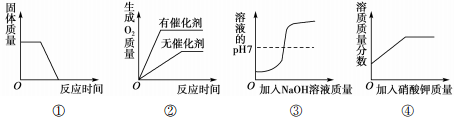 固体质量
O
反应时间
①
生成O₂质量
有催化剂
无催化剂
O
反应时间
②
溶液的pH
7
O
加入NaOH溶液质量
③
溶质质量分数
O
加入硝酸钾质量
④